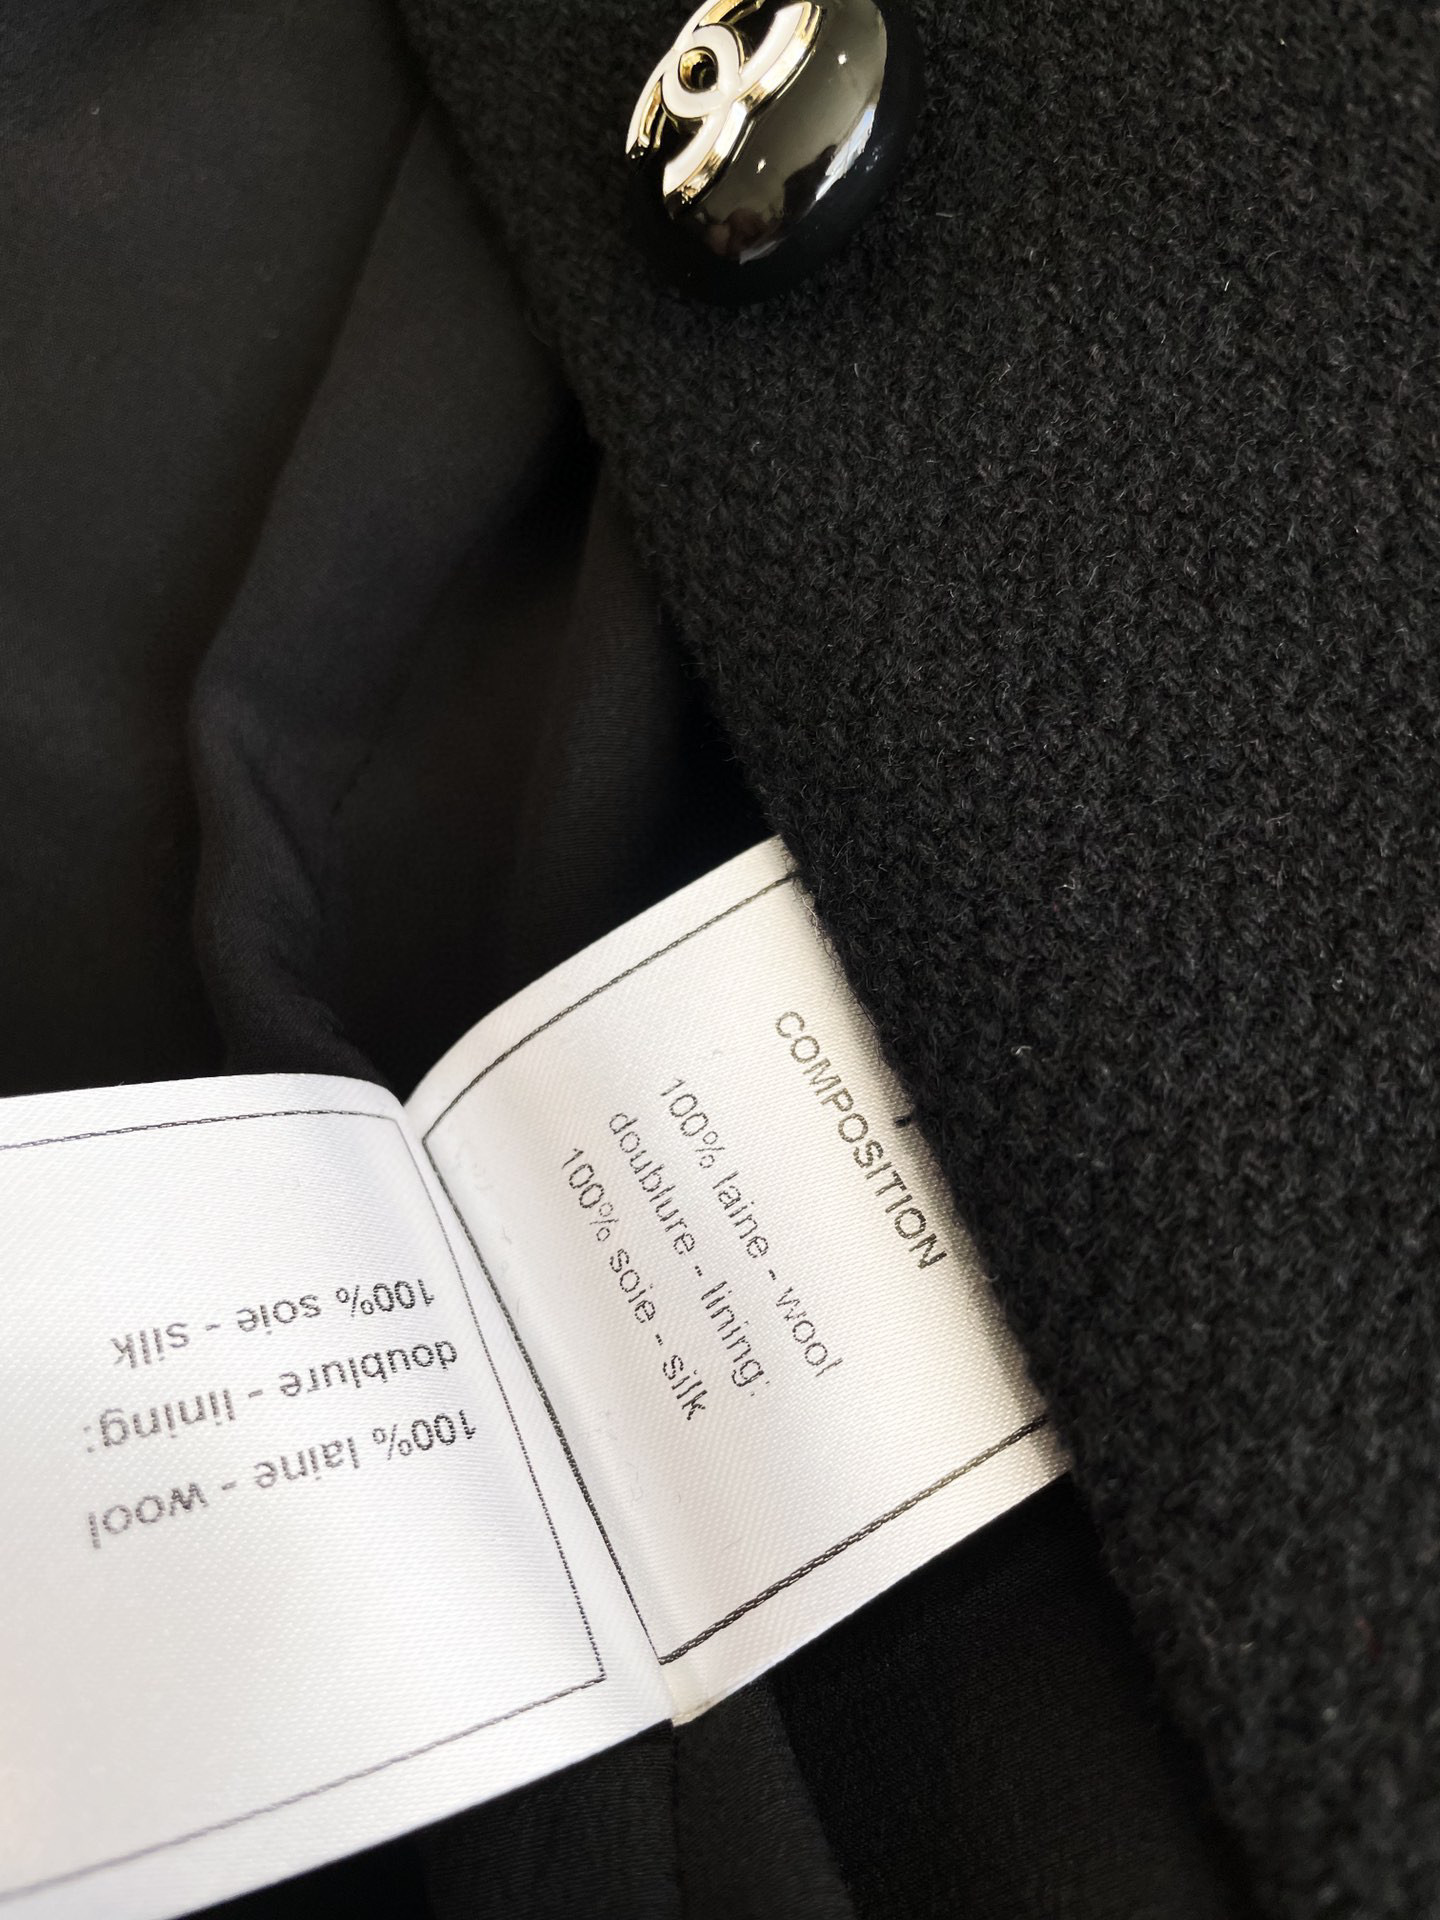 COMPOSITION
100% laine - wool
doublure - lining:
100% soie - silk
100% laine - wool
doublure - lining:
100% soie - silk